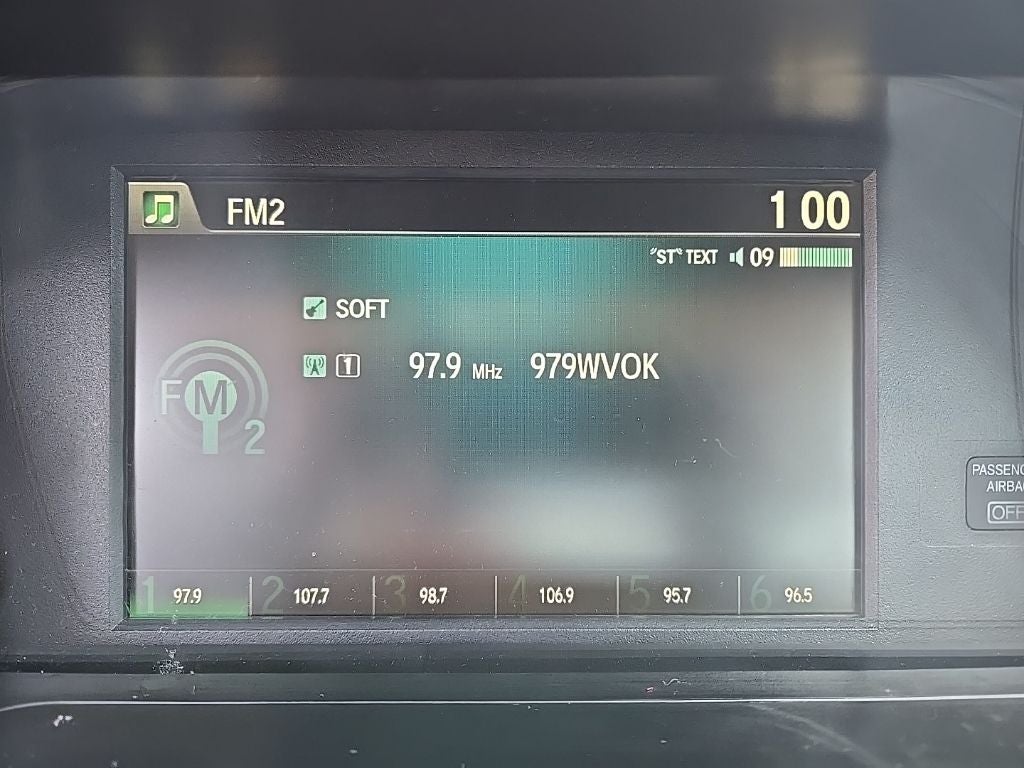 FM2
1 00
"ST" TEXT 09
SOFT
1 97.9 MHz 979WVOK
FM
2
PASSENG
AIRBAG
OFF
1 97.9 2 107.7 3 98.7 4 106.9 5 95.7 6 96.5